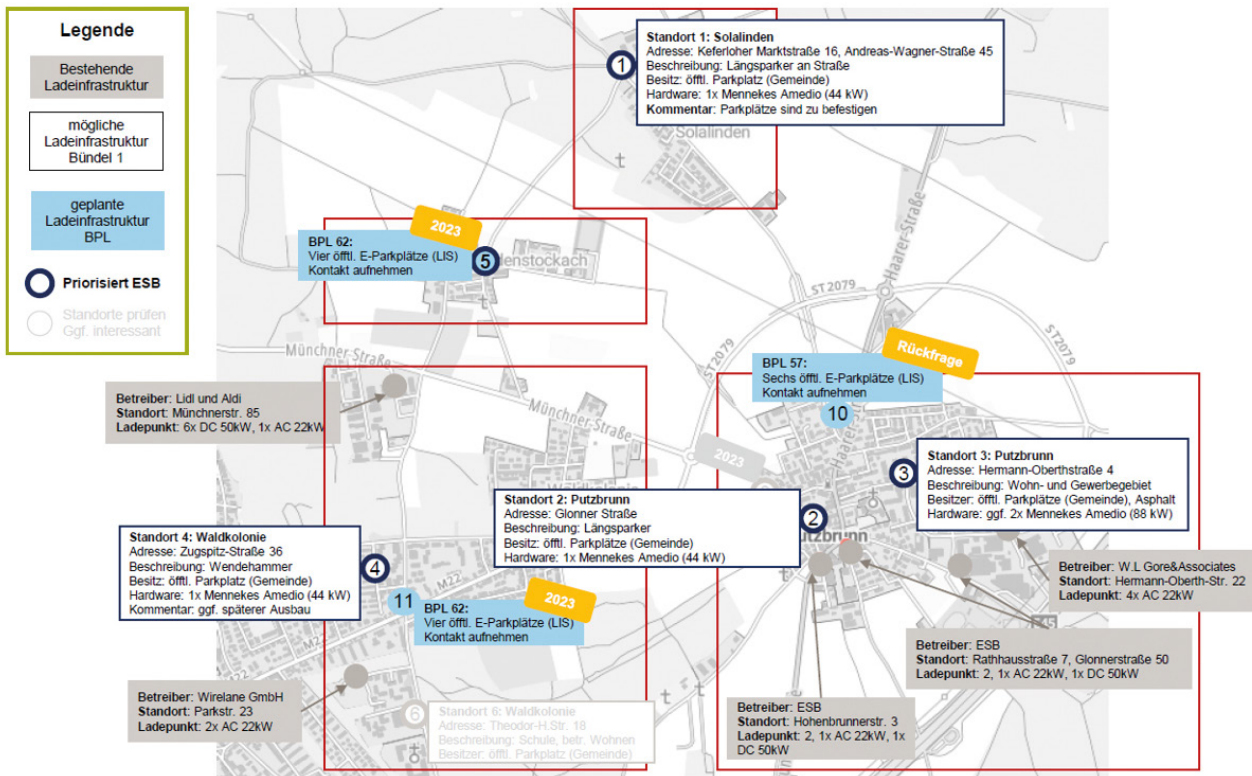 Legende
Bestehende
Ladeinfrastruktur
mögliche
Ladeinfrastruktur
Bündel 1
geplante
Ladeinfrastruktur
BPL
Priorisiert ESB
Standorte prüfen
Ggf. interessant
1
Standort 1: Solalinden
Adresse: Keferloher Marktstraße 16, Andreas-Wagner-Straße 45
Beschreibung: Längsparker an Straße
Besitz: öfftl. Parkplatz (Gemeinde)
Hardware: 1x Mennekes Amedio (44 kW)
Kommentar: Parkplätze sind zu befestigen
Solalinden
2023
BPL 62:
Vier öfftl. E-Parkplätze (LIS)
Kontakt aufnehmen
5
denstockach
Haarer-Straße
ST 2079
ST2079
ST2079
Münchner-Straße
Rückfrage
BPL 57:
Sechs öfftl. E-Parkplätze (LIS)
Kontakt aufnehmen
10
Haarer-
Betreiber: Lidl und Aldi
Standort: Münchnerstr. 85
Ladepunkt: 6x DC 50kW, 1x AC 22kW
Münchner-Straße
2023
3
Standort 3: Putzbrunn
Adresse: Hermann-Oberthstraße 4
Beschreibung: Wohn- und Gewerbegebiet
Besitzer: öfftl. Parkplätze (Gemeinde), Asphalt
Hardware: ggf. 2x Mennekes Amedio (88 kW)
Waldkolonie
Standort 2: Putzbrunn
Adresse: Glonner Straße
Beschreibung: Längsparker
Besitz: öfftl. Parkplätze (Gemeinde)
Hardware: 1x Mennekes Amedio (44 kW)
2
utzbrunn
Standort 4: Waldkolonie
Adresse: Zugspitz-Straße 36
Beschreibung: Wendehammer
Besitz: öfftl. Parkplatz (Gemeinde)
Hardware: 1x Mennekes Amedio (44 kW)
Kommentar: ggf. späterer Ausbau
4
M22
11
BPL 62:
Vier öfftl. E-Parkplätze (LIS)
Kontakt aufnehmen
2023
M22
Betreiber: W.L Gore&Associates
Standort: Hermann-Oberth-Str. 22
Ladepunkt: 4x AC 22kW
Betreiber: ESB
Standort: Rathhausstraße 7, Glonnerstraße 50
Ladepunkt: 2, 1x AC 22kW, 1x DC 50kW
Betreiber: Wirelane GmbH
Standort: Parkstr. 23
Ladepunkt: 2x AC 22kW
6
Standort 6: Waldkolonie
Adresse: Theodor-H.Str. 18
Beschreibung: Schule, betr. Wohnen
Besitzer: öfftl. Parkplatz (Gemeinde)
Betreiber: ESB
Standort: Hohenbrunnerstr. 3
Ladepunkt: 2, 1x AC 22kW, 1x
DC 50kW